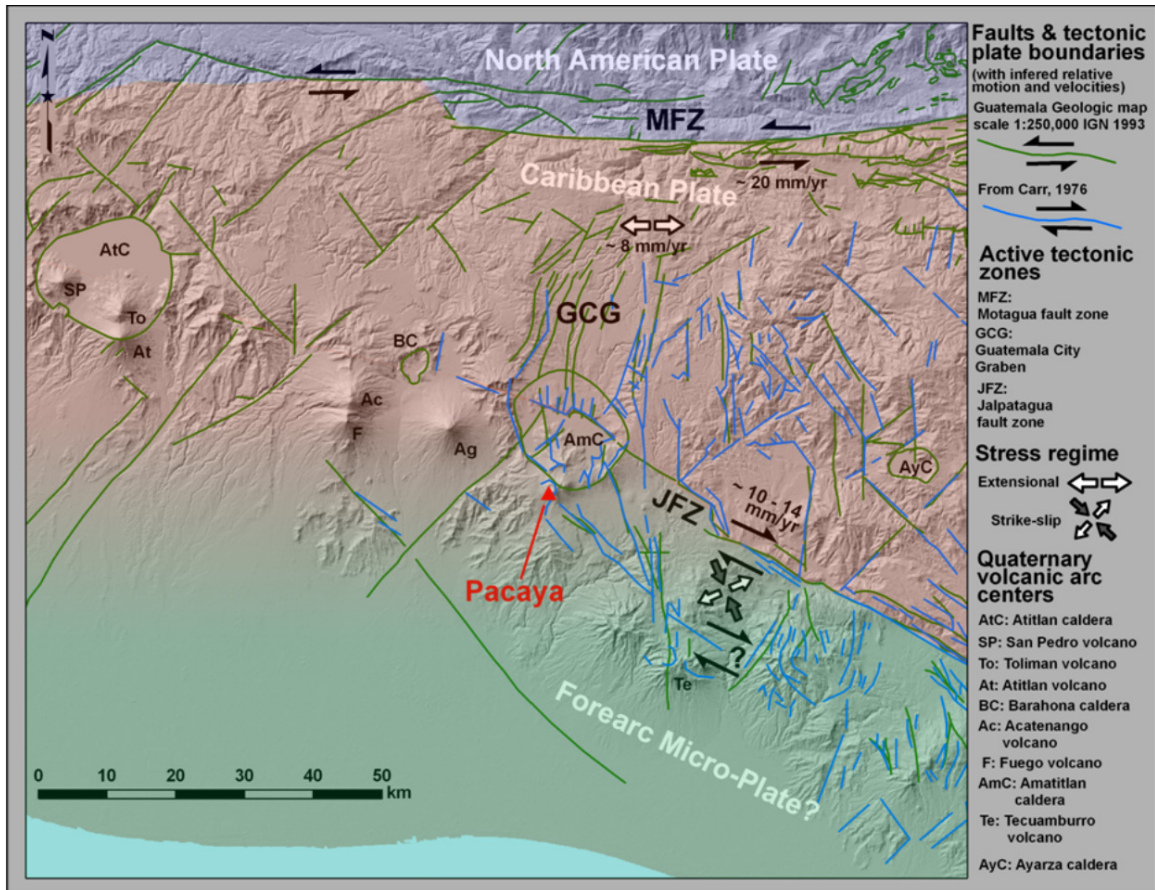 N
North American Plate
MFZ
~ 20 mm/yr
Caribbean Plate
~ 8 mm/yr
AtC
SP
To
At
GCG
BC
Ac
F
Ag
AmC
AyC
JFZ
~ 10 - 14
mm/yr
Pacaya
?
Te
Forearc Micro-Plate?
0 10 20 30 40 50
km
Faults & tectonic
plate boundaries
(with infered relative
motion and velocities)
Guatemala Geologic map
scale 1:250,000 IGN 1993
From Carr, 1976
Active tectonic
zones
MFZ:
Motagua fault zone
GCG:
Guatemala City
Graben
JFZ:
Jalpatagua
fault zone
Stress regime
Extensional
Strike-slip
Quaternary
volcanic arc
centers
AtC: Atitlan caldera
SP: San Pedro volcano
To: Toliman volcano
At: Atitlan volcano
BC: Barahona caldera
Ac: Acatenango
volcano
F: Fuego volcano
AmC: Amatitlan
caldera
Te: Tecuamburro
volcano
AyC: Ayarza caldera